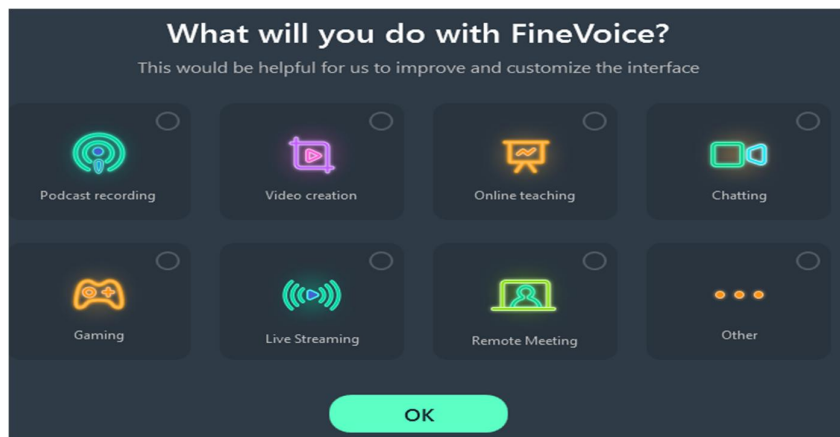 What will you do with FineVoice?
This would be helpful for us to improve and customize the interface
Podcast recording
Video creation
Online teaching
Chatting
Gaming
Live Streaming
Remote Meeting
Other
OK